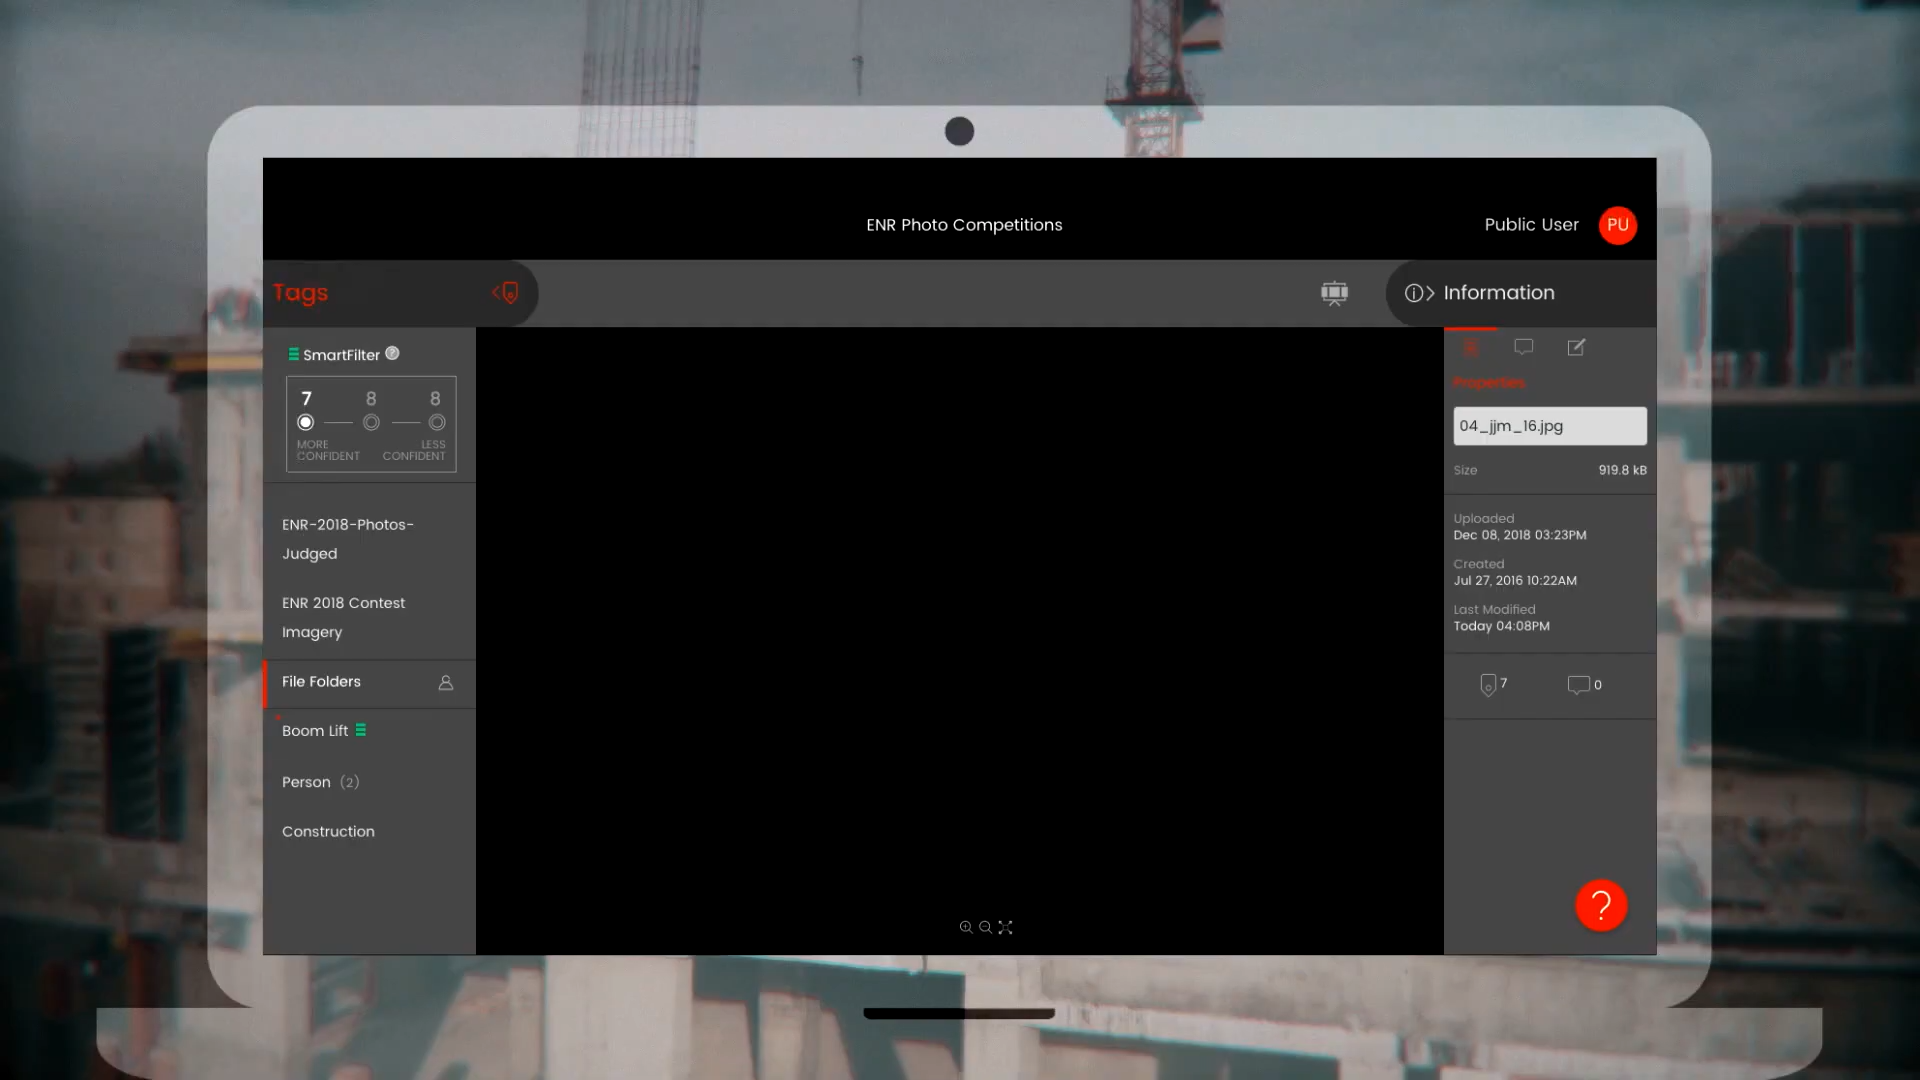 ENR Photo Competitions
Public User
PU
Tags
Information
SmartFilter ?
7 8 8
MORE CONFIDENT
LESS CONFIDENT
ENR-2018-Photos-
Judged
ENR 2018 Contest
Imagery
File Folders
Boom Lift
Person (2)
Construction
Properties
04_jjm_16.jpg
Size 919.8 kB
Uploaded
Dec 08, 2018 03:23PM
Created
Jul 27, 2016 10:22AM
Last Modified
Today 04:08PM
7 0
?